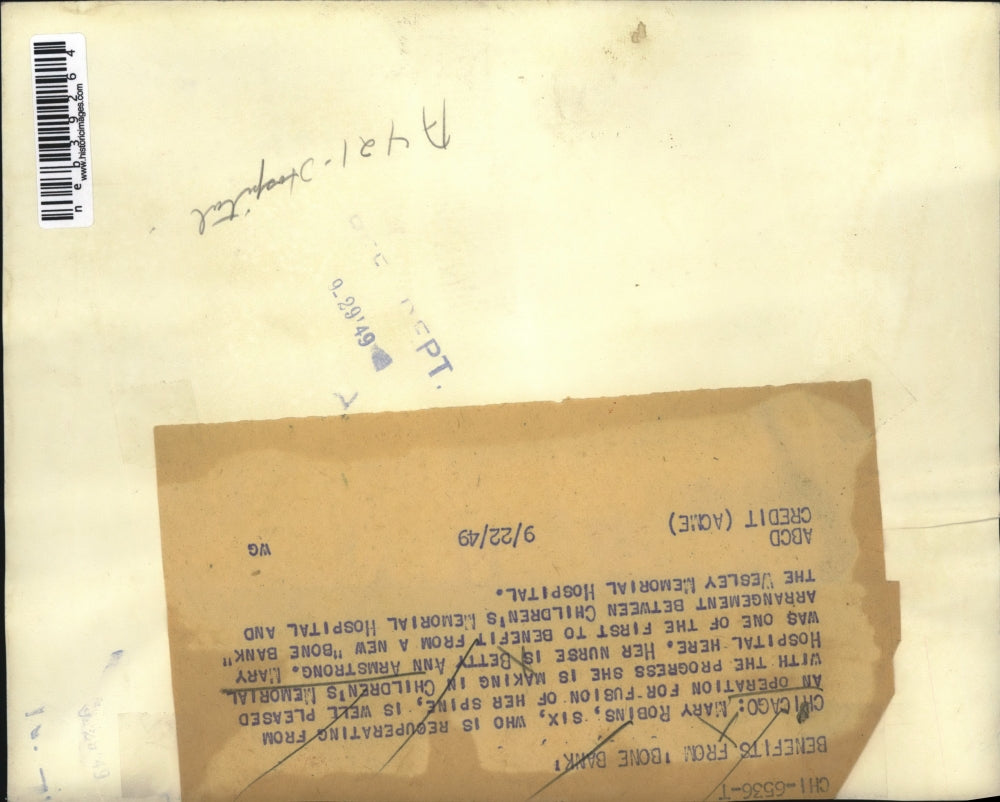 CHI-6536-T
BENEFITS FROM 'BONE BANK'
CHICAGO: MARY ROBINS, SIX, WHO IS RECUPERATING FROM
AN OPERATION FOR FUSION OF HER SPINE, IS WELL PLEASED
WITH THE PROGRESS SHE IS MAKING IN CHILDREN'S MEMORIAL
HOSPITAL HERE. HER NURSE IS BETTY ANN ARMSTRONG. MARY
WAS ONE OF THE FIRST TO BENEFIT FROM A NEW "BONE BANK"
ARRANGEMENT BETWEEN CHILDREN'S MEMORIAL HOSPITAL AND
THE WESLEY MEMORIAL HOSPITAL.
ABCD
CREDIT (ACME) 9/22/49 WG
DEPT.
9-29'49
A421-Hospital
neb39264
www.historicimages.com